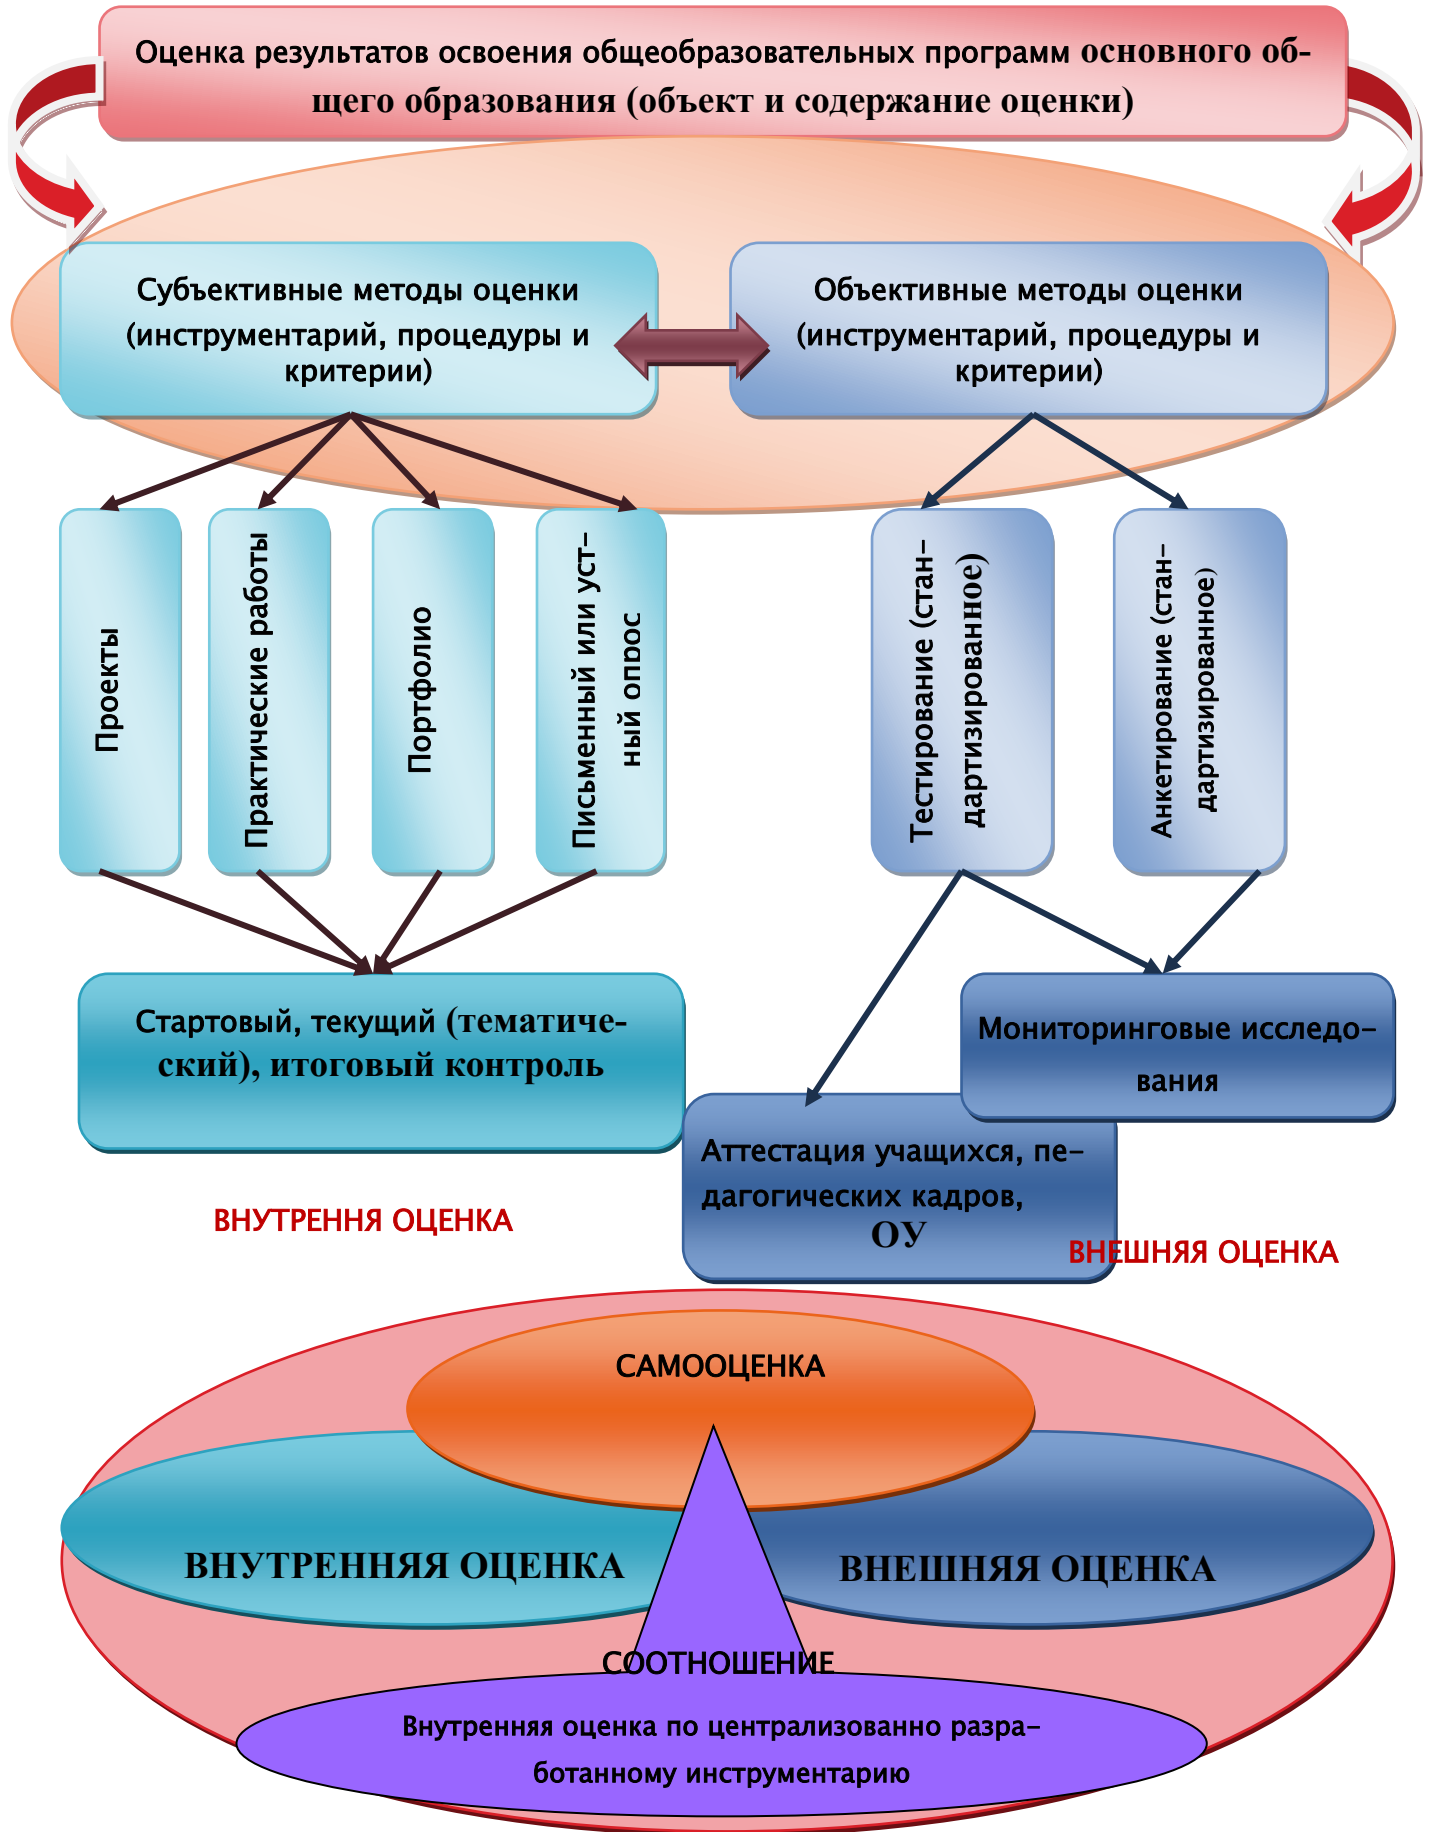 Оценка результатов освоения общеобразовательных программ основного об-
щего образования (объект и содержание оценки)
Субъективные методы оценки
(инструментарий, процедуры и
критерии)
Объективные методы оценки
(инструментарий, процедуры и
критерии)
Проекты
Практические работы
Портфолио
Письменный или уст-
ный опрос
Тестирование (стан-
дартизированное)
Анкетирование (стан-
дартизированное)
Стартовый, текущий (тематиче-
ский), итоговый контроль
Мониторинговые исследо-
вания
Аттестация учащихся, пе-
дагогических кадров,
ОУ
ВНУТРЕННЯ ОЦЕНКА
ВНЕШНЯЯ ОЦЕНКА
САМООЦЕНКА
ВНУТРЕННЯЯ ОЦЕНКА
ВНЕШНЯЯ ОЦЕНКА
СООТНОШЕНИЕ
Внутренняя оценка по централизованно разра-
ботанному инструментарию